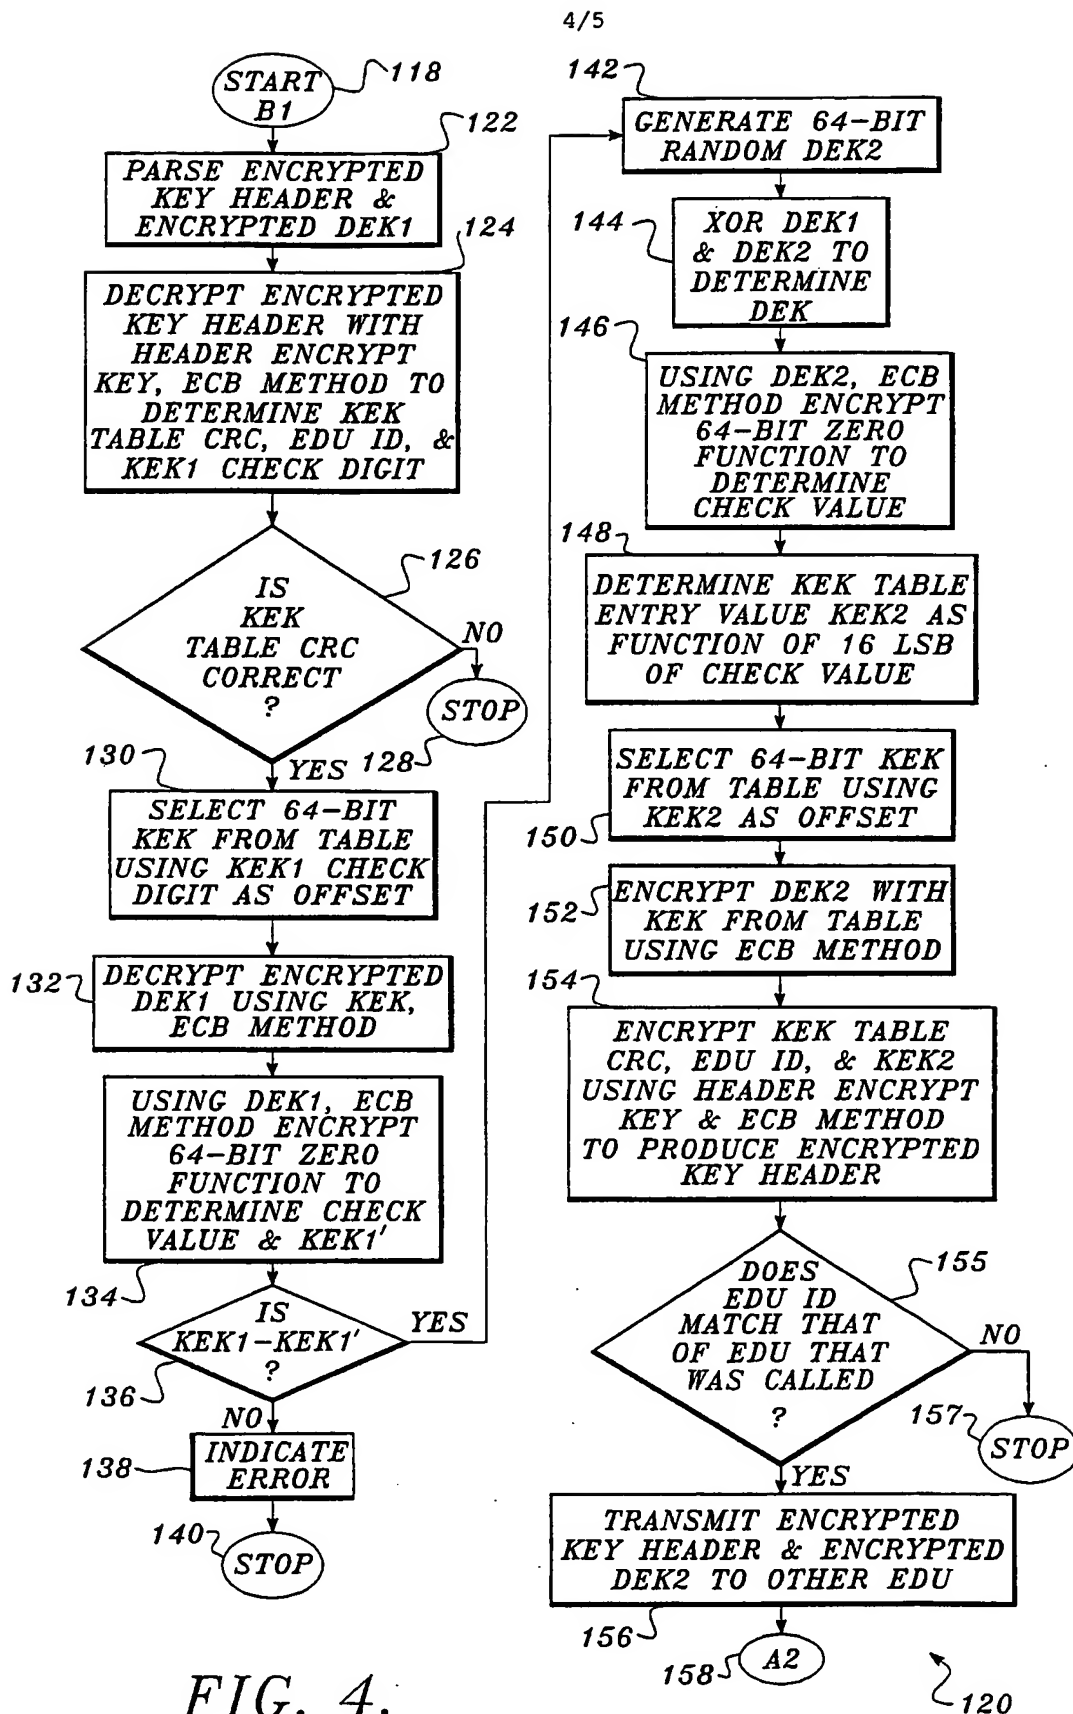 4/5
START
B1
118
122
PARSE ENCRYPTED
KEY HEADER &
ENCRYPTED DEK1
124
DECRYPT ENCRYPTED
KEY HEADER WITH
HEADER ENCRYPT
KEY, ECB METHOD TO
DETERMINE KEK
TABLE CRC, EDU ID, &
KEK1 CHECK DIGIT
126
IS
KEK
TABLE CRC
CORRECT
?
NO
STOP
128
YES
130
SELECT 64-BIT
KEK FROM TABLE
USING KEK1 CHECK
DIGIT AS OFFSET
132
DECRYPT ENCRYPTED
DEK1 USING KEK,
ECB METHOD
USING DEK1, ECB
METHOD ENCRYPT
64-BIT ZERO
FUNCTION TO
DETERMINE CHECK
VALUE & KEK1'
134
IS
KEK1-KEK1'
?
YES
136
NO
138
INDICATE
ERROR
140
STOP
142
GENERATE 64-BIT
RANDOM DEK2
144
XOR DEK1
& DEK2 TO
DETERMINE
DEK
146
USING DEK2, ECB
METHOD ENCRYPT
64-BIT ZERO
FUNCTION TO
DETERMINE
CHECK VALUE
148
DETERMINE KEK TABLE
ENTRY VALUE KEK2 AS
FUNCTION OF 16 LSB
OF CHECK VALUE
SELECT 64-BIT KEK
FROM TABLE USING
KEK2 AS OFFSET
150
152
ENCRYPT DEK2 WITH
KEK FROM TABLE
USING ECB METHOD
154
ENCRYPT KEK TABLE
CRC, EDU ID, & KEK2
USING HEADER ENCRYPT
KEY & ECB METHOD
TO PRODUCE ENCRYPTED
KEY HEADER
155
DOES
EDU ID
MATCH THAT
OF EDU THAT
WAS CALLED
?
NO
157
STOP
YES
TRANSMIT ENCRYPTED
KEY HEADER & ENCRYPTED
DEK2 TO OTHER EDU
156
A2
158
120
FIG. 4.